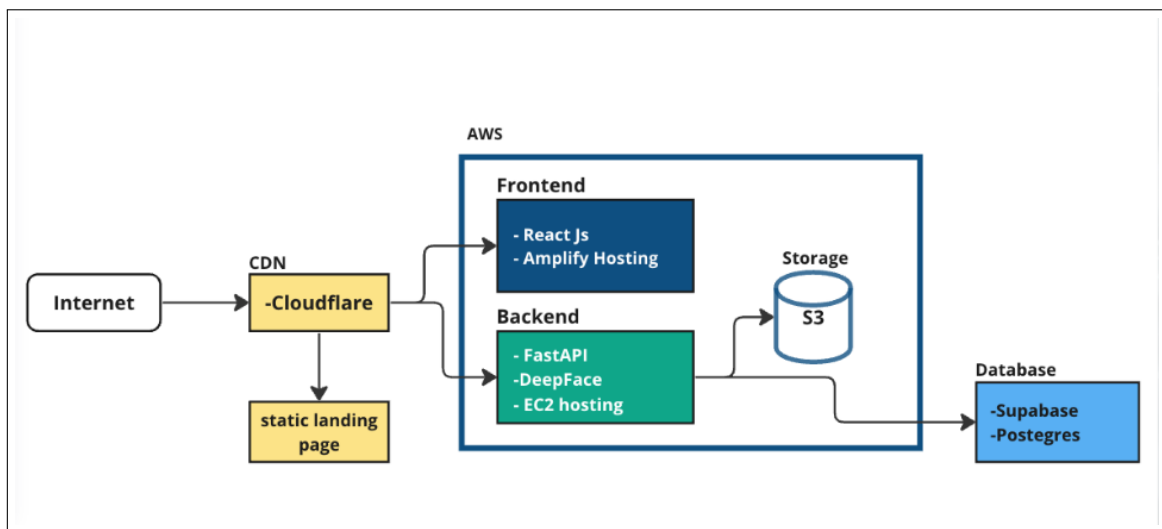 AWS
Frontend
- React Js
- Amplify Hosting
CDN
Internet
-Cloudflare
Storage
S3
Backend
- FastAPI
-DeepFace
- EC2 hosting
static landing
page
Database
-Supabase
-Postegres